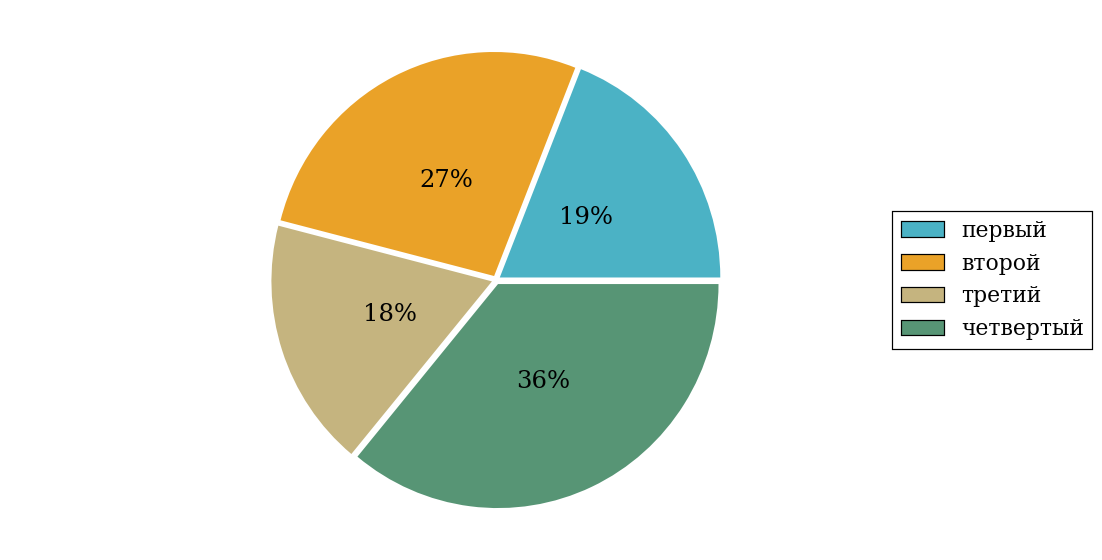 27%
19%
18%
36%
первый
второй
третий
четвертый